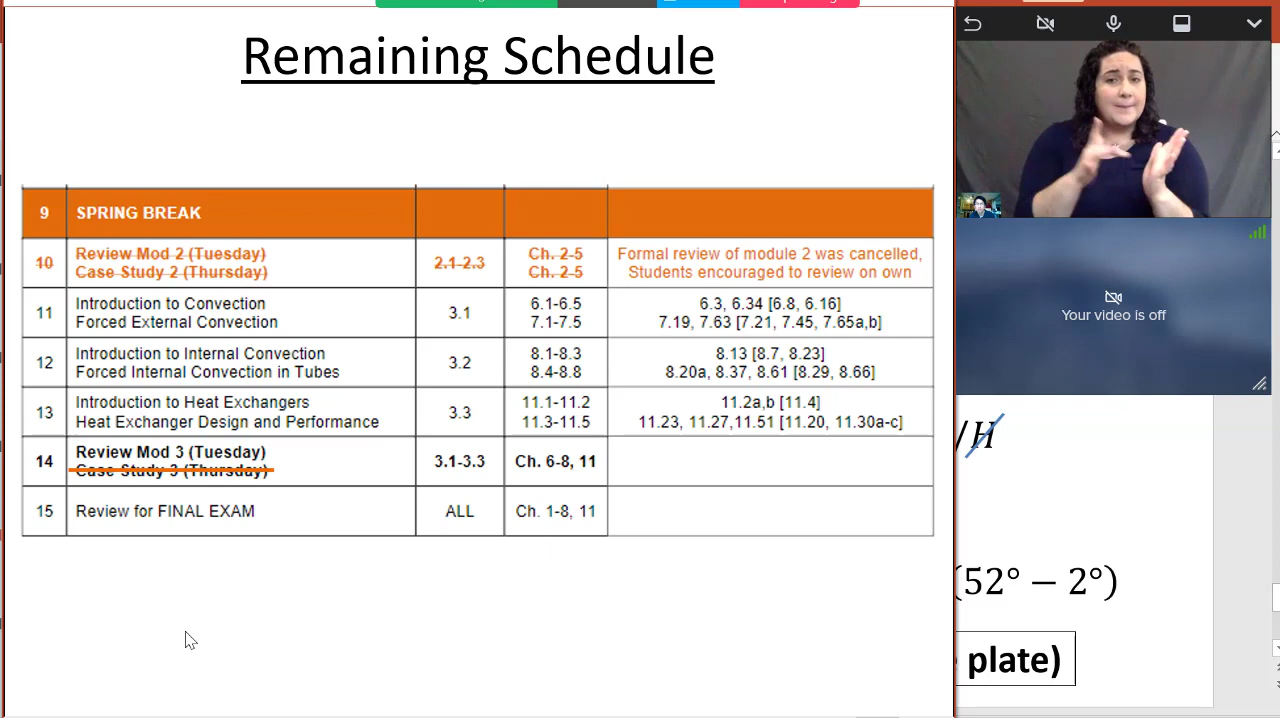 Remaining Schedule
9 SPRING BREAK
10 Review Mod 2 (Tuesday) 2.1-2.3 Ch. 2-5 Formal review of module 2 was cancelled,
Case Study 2 (Thursday) Ch. 2-5 Students encouraged to review on own
11 Introduction to Convection 3.1 6.1-6.5 6.3, 6.34 [6.8, 6.16]
Forced External Convection 7.1-7.5 7.19, 7.63 [7.21, 7.45, 7.65a,b]
12 Introduction to Internal Convection 3.2 8.1-8.3 8.13 [8.7, 8.23]
Forced Internal Convection in Tubes 8.4-8.8 8.20a, 8.37, 8.61 [8.29, 8.66]
13 Introduction to Heat Exchangers 3.3 11.1-11.2 11.2a,b [11.4]
Heat Exchanger Design and Performance 11.3-11.5 11.23, 11.27,11.51 [11.20, 11.30a-c]
14 Review Mod 3 (Tuesday) 3.1-3.3 Ch. 6-8, 11
Case Study 3 (Thursday)
15 Review for FINAL EXAM ALL Ch. 1-8, 11
Your video is off
/H
(52° − 2°)
plate)